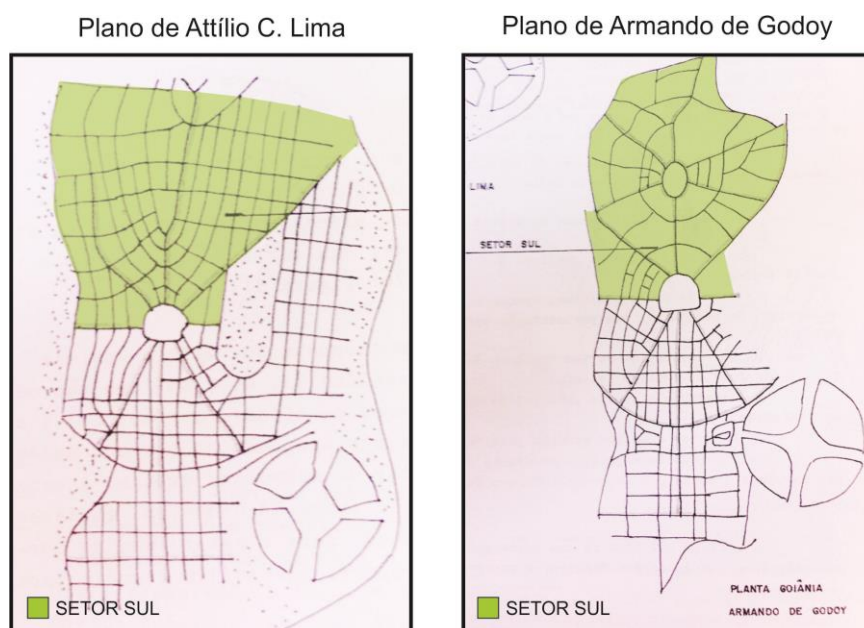 Plano de Attílio C. Lima
SETOR SUL
Plano de Armando de Godoy
LIMA
SETOR SUL
PLANTA GOIÂNIA
ARMANDO DE GODOY
SETOR SUL